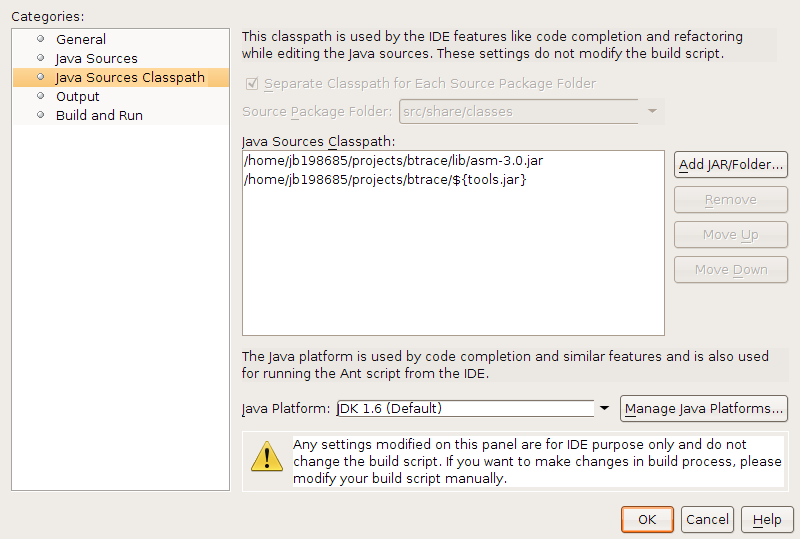 Categories:
General
Java Sources
Java Sources Classpath
Output
Build and Run
This classpath is used by the IDE features like code completion and refactoring
while editing the Java sources. These settings do not modify the build script.
Separate Classpath for Each Source Package Folder
Source Package Folder: src/share/classes
Java Sources Classpath:
/home/jb198685/projects/btrace/lib/asm-3.0.jar
/home/jb198685/projects/btrace/${tools.jar}
Add JAR/Folder...
Remove
Move Up
Move Down
The Java platform is used by code completion and similar features and is also used
for running the Ant script from the IDE.
Java Platform: JDK 1.6 (Default) Manage Java Platforms...
Any settings modified on this panel are for IDE purpose only and do not
change the build script. If you want to make changes in build process, please
modify your build script manually.
OK Cancel Help